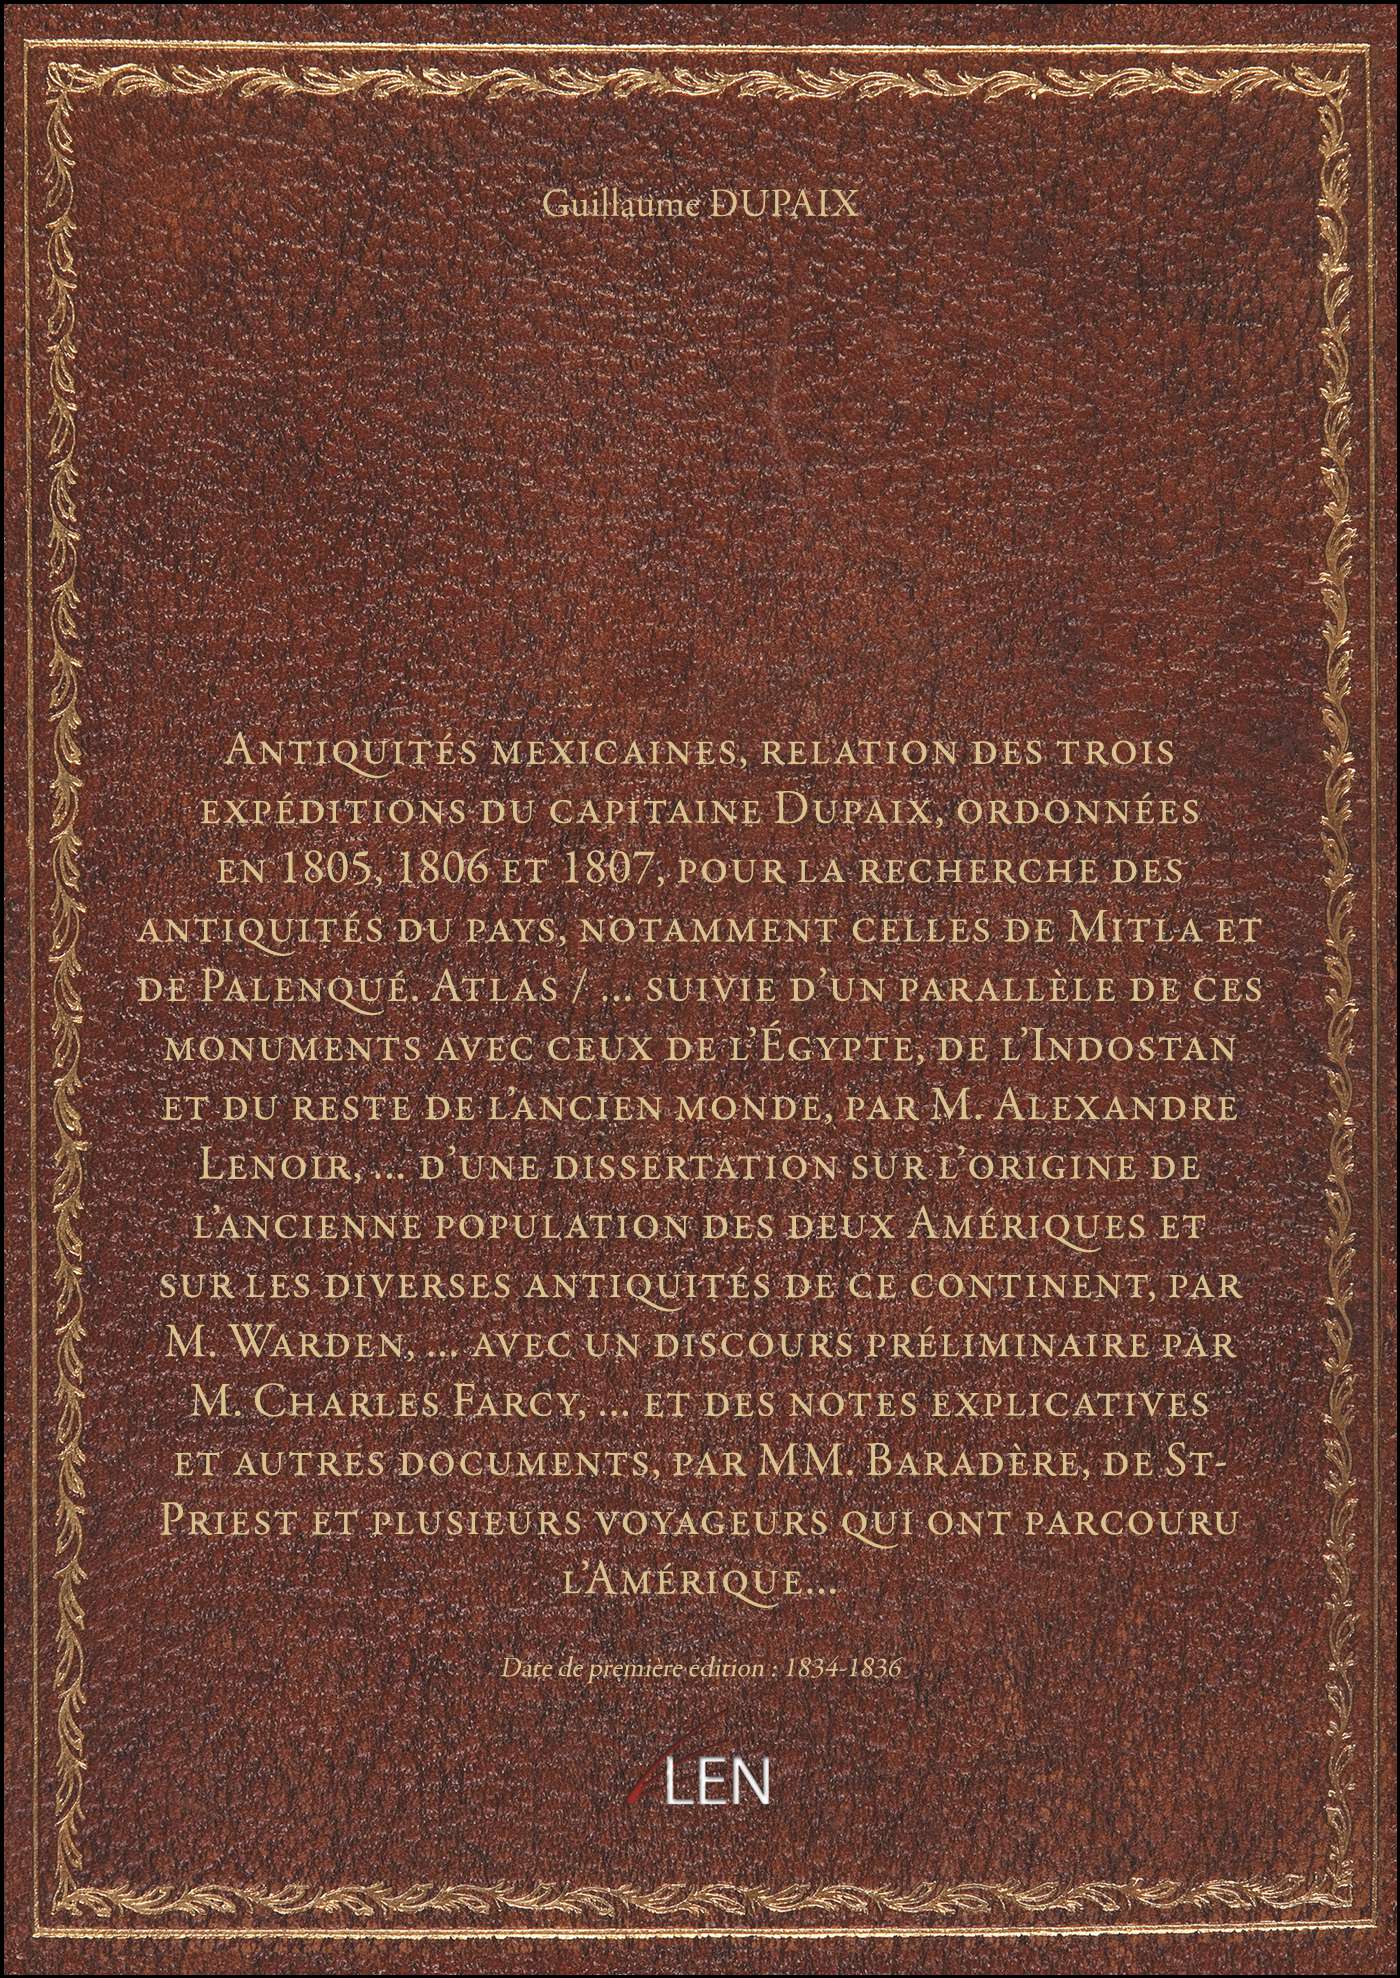 Guillaume DUPAIX
Antiquités mexicaines, relation des trois
expéditions du capitaine Dupaix, ordonnées
en 1805, 1806 et 1807, pour la recherche des
antiquités du pays, notamment celles de Mitla et
de Palenqué. Atlas / ... suivie d'un parallèle de ces
monuments avec ceux de l'Égypte, de l'Indostan
et du reste de l'ancien monde, par M. Alexandre
Lenoir, ... d'une dissertation sur l'origine de
l'ancienne population des deux Amériques et
sur les diverses antiquités de ce continent, par
M. Warden, ... avec un discours préliminaire par
M. Charles Farcy, ... et des notes explicatives
et autres documents, par MM. Baradère, de St-
Priest et plusieurs voyageurs qui ont parcouru
l'Amérique...
Date de première édition : 1834-1836
LEN